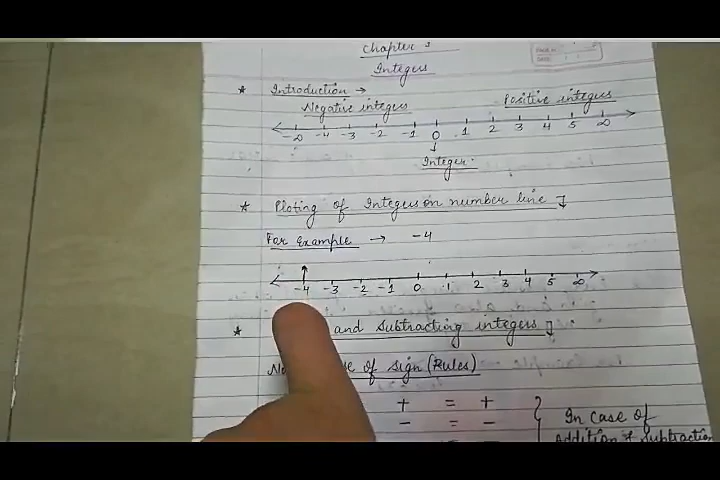 Chapter 1
Integers
* Introduction →
Negative integers Positive integers
-∞ -4 -3 -2 -1 0 1 2 3 4 5 ∞
Integer.
* Ploting of Integers on number line
For Example → -4
-4 -3 -2 -1 0 1 2 3 4 5 ∞
* and Subtracting integers
of sign (Rules)
+ = +
- = -
In case of
Addition & Subtraction